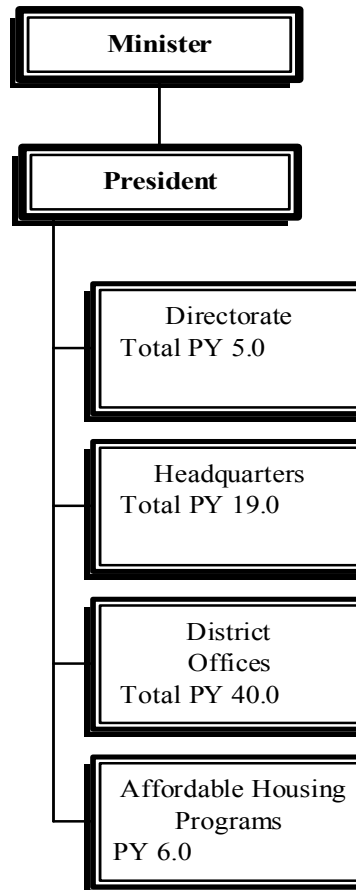 Minister
President
Directorate
Total PY 5.0
Headquarters
Total PY 19.0
District
Offices
Total PY 40.0
Affordable Housing
Programs
PY 6.0